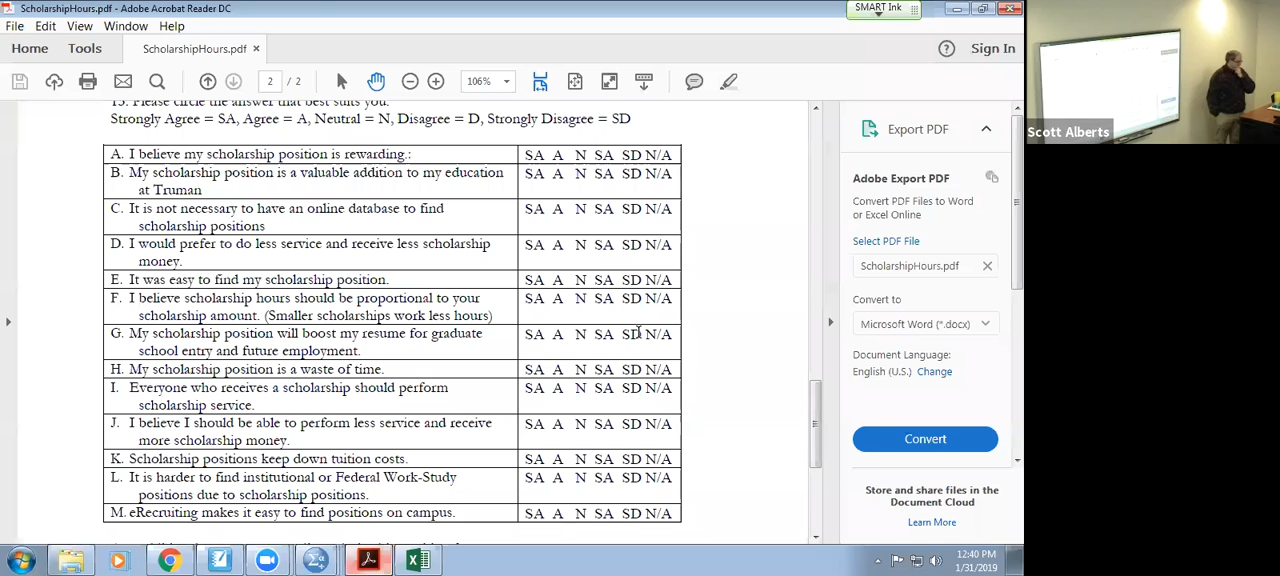 ScholarshipHours.pdf - Adobe Acrobat Reader DC
SMART Ink
File Edit View Window Help
Home Tools ScholarshipHours.pdf × Sign In
2 / 2 106%
15. Please circle the answer that best suits you.
Strongly Agree = SA, Agree = A, Neutral = N, Disagree = D, Strongly Disagree = SD
A. I believe my scholarship position is rewarding.: SA A N SA SD N/A
B. My scholarship position is a valuable addition to my education SA A N SA SD N/A
at Truman
C. It is not necessary to have an online database to find SA A N SA SD N/A
scholarship positions
D. I would prefer to do less service and receive less scholarship SA A N SA SD N/A
money.
E. It was easy to find my scholarship position. SA A N SA SD N/A
F. I believe scholarship hours should be proportional to your SA A N SA SD N/A
scholarship amount. (Smaller scholarships work less hours)
G. My scholarship position will boost my resume for graduate SA A N SA SD N/A
school entry and future employment.
H. My scholarship position is a waste of time. SA A N SA SD N/A
I. Everyone who receives a scholarship should perform SA A N SA SD N/A
scholarship service.
J. I believe I should be able to perform less service and receive SA A N SA SD N/A
more scholarship money.
K. Scholarship positions keep down tuition costs. SA A N SA SD N/A
L. It is harder to find institutional or Federal Work-Study SA A N SA SD N/A
positions due to scholarship positions.
M. eRecruiting makes it easy to find positions on campus. SA A N SA SD N/A
Export PDF
Adobe Export PDF
Convert PDF Files to Word
or Excel Online
Select PDF File
ScholarshipHours.pdf
Convert to
Microsoft Word (*.docx)
Document Language:
English (U.S.) Change
Convert
Store and share files in the
Document Cloud
Learn More
Scott Alberts
12:40 PM
1/31/2019